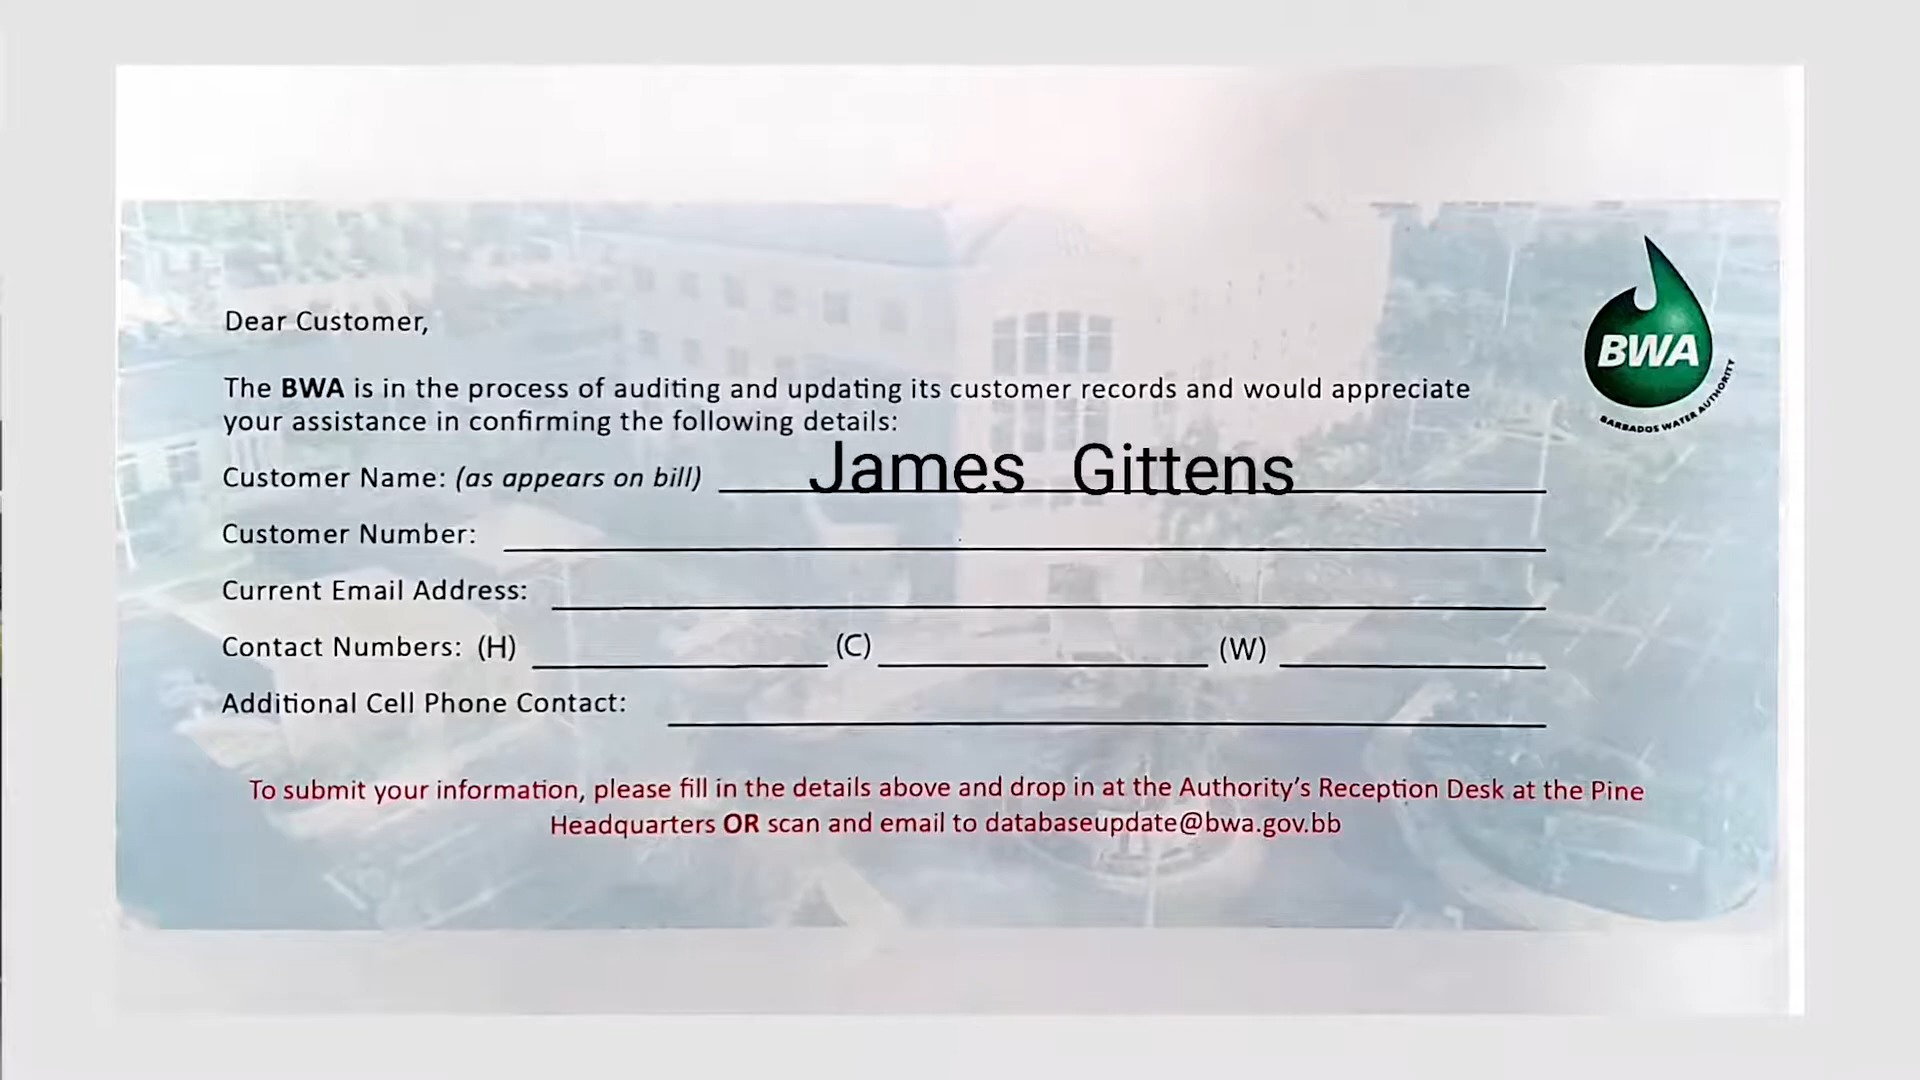 Dear Customer,
BWA
BARBADOS WATER AUTHORITY
The BWA is in the process of auditing and updating its customer records and would appreciate
your assistance in confirming the following details:
Customer Name: (as appears on bill) James Gittens
Customer Number:
Current Email Address:
Contact Numbers: (H) (C) (W)
Additional Cell Phone Contact:
To submit your information, please fill in the details above and drop in at the Authority's Reception Desk at the Pine
Headquarters OR scan and email to databaseupdate@bwa.gov.bb